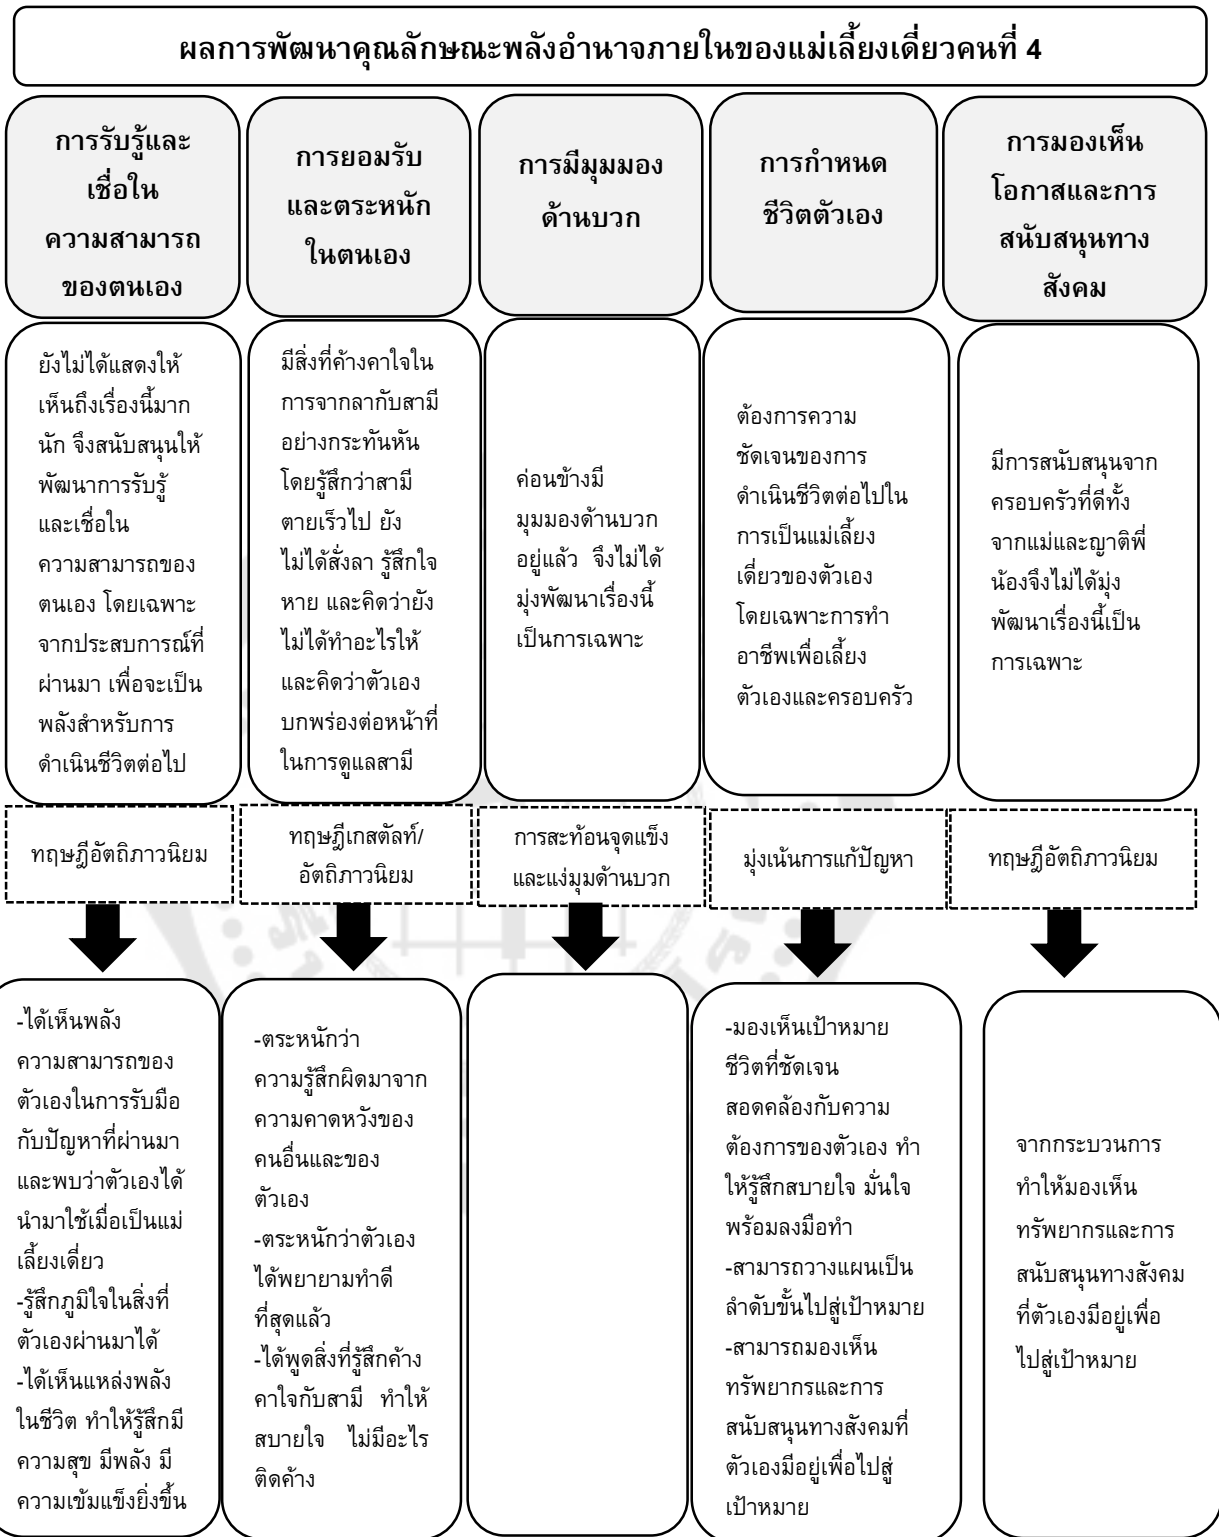 ผลการพัฒนาคุณลักษณะพลังอำนาจภายในของแม่เลี้ยงเดี่ยวคนที่ 4
การรับรู้และ
เชื่อใน
ความสามารถ
ของตนเอง
การยอมรับ
และตระหนัก
ในตนเอง
การมีมุมมอง
ด้านบวก
การกำหนด
ชีวิตตัวเอง
การมองเห็น
โอกาสและการ
สนับสนุนทาง
สังคม
ยังไม่ได้แสดงให้
เห็นถึงเรื่องนี้มาก
นัก จึงสนับสนุนให้
พัฒนาการรับรู้
และเชื่อใน
ความสามารถของ
ตนเอง โดยเฉพาะ
จากประสบการณ์ที่
ผ่านมา เพื่อจะเป็น
พลังสำหรับการ
ดำเนินชีวิตต่อไป
มีสิ่งที่ค้างคาใจใน
การจากลากับสามี
อย่างกระทันหัน
โดยรู้สึกว่าสามี
ตายเร็วไป ยัง
ไม่ได้สั่งลา รู้สึกใจ
หาย และคิดว่ายัง
ไม่ได้ทำอะไรให้
และคิดว่าตัวเอง
บกพร่องต่อหน้าที่
ในการดูแลสามี
ค่อนข้างมี
มุมมองด้านบวก
อยู่แล้ว จึงไม่ได้
มุ่งพัฒนาเรื่องนี้
เป็นการเฉพาะ
ต้องการความ
ชัดเจนของการ
ดำเนินชีวิตต่อไปใน
การเป็นแม่เลี้ยง
เดี่ยวของตัวเอง
โดยเฉพาะการทำ
อาชีพเพื่อเลี้ยง
ตัวเองและครอบครัว
มีการสนับสนุนจาก
ครอบครัวที่ดีทั้ง
จากแม่และญาติพี่
น้องจึงไม่ได้มุ่ง
พัฒนาเรื่องนี้เป็น
การเฉพาะ
ทฤษฎีอัตถิภาวนิยม
ทฤษฎีเกสตัลท์/
อัตถิภาวนิยม
การสะท้อนจุดแข็ง
และแง่มุมด้านบวก
มุ่งเน้นการแก้ปัญหา
ทฤษฎีอัตถิภาวนิยม
-ได้เห็นพลัง
ความสามารถของ
ตัวเองในการรับมือ
กับปัญหาที่ผ่านมา
และพบว่าตัวเองได้
นำมาใช้เมื่อเป็นแม่
เลี้ยงเดี่ยว
-รู้สึกภูมิใจในสิ่งที่
ตัวเองผ่านมาได้
-ได้เห็นแหล่งพลัง
ในชีวิต ทำให้รู้สึกมี
ความสุข มีพลัง มี
ความเข้มแข็งยิ่งขึ้น
-ตระหนักว่า
ความรู้สึกผิดมาจาก
ความคาดหวังของ
คนอื่นและของ
ตัวเอง
-ตระหนักว่าตัวเอง
ได้พยายามทำดี
ที่สุดแล้ว
-ได้พูดสิ่งที่รู้สึกค้าง
คาใจกับสามี ทำให้
สบายใจ ไม่มีอะไร
ติดค้าง
-มองเห็นเป้าหมาย
ชีวิตที่ชัดเจน
สอดคล้องกับความ
ต้องการของตัวเอง ทำ
ให้รู้สึกสบายใจ มั่นใจ
พร้อมลงมือทำ
-สามารถวางแผนเป็น
ลำดับขั้นไปสู่เป้าหมาย
-สามารถมองเห็น
ทรัพยากรและการ
สนับสนุนทางสังคมที่
ตัวเองมีอยู่เพื่อไปสู่
เป้าหมาย
จากกระบวนการ
ทำให้มองเห็น
ทรัพยากรและการ
สนับสนุนทางสังคม
ที่ตัวเองมีอยู่เพื่อ
ไปสู่เป้าหมาย